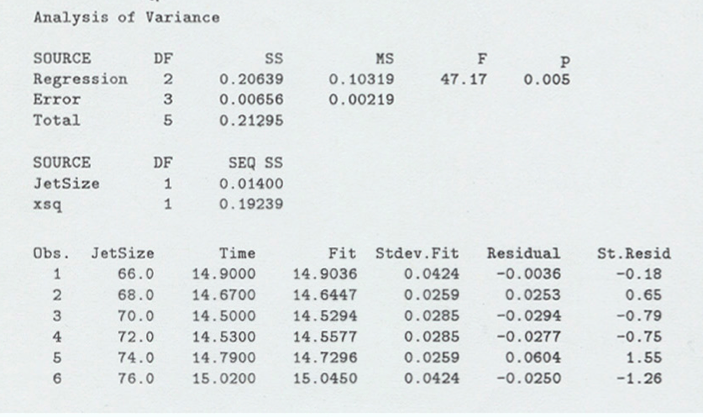 Analysis of Variance
SOURCE DF SS MS F p
Regression 2 0.20639 0.10319 47.17 0.005
Error 3 0.00656 0.00219
Total 5 0.21295
SOURCE DF SEQ SS
JetSize 1 0.01400
xsq 1 0.19239
Obs. JetSize Time Fit Stdev.Fit Residual St.Resid
1 66.0 14.9000 14.9036 0.0424 -0.0036 -0.18
2 68.0 14.6700 14.6447 0.0259 0.0253 0.65
3 70.0 14.5000 14.5294 0.0285 -0.0294 -0.79
4 72.0 14.5300 14.5577 0.0285 -0.0277 -0.75
5 74.0 14.7900 14.7296 0.0259 0.0604 1.55
6 76.0 15.0200 15.0450 0.0424 -0.0250 -1.26